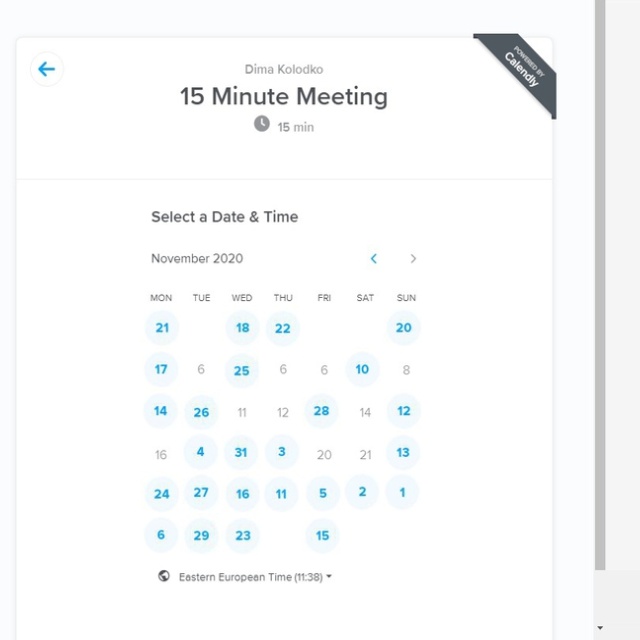 POWERED BY
Calendly
Dima Kolodko
15 Minute Meeting
15 min
Select a Date & Time
November 2020
MON TUE WED THU FRI SAT SUN
21 18 22 20
17 6 25 6 6 10 8
14 26 11 12 28 14 12
16 4 31 3 20 21 13
24 27 16 11 5 2 1
6 29 23 15
Eastern European Time (11:38)